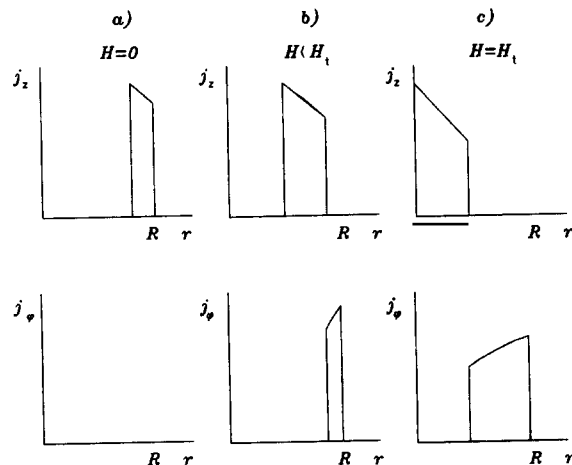 a) b) c)
H=0 H⟨ H_t H=H_t
j_z j_z j_z
R r R r R r
j_φ j_φ j_φ
R r R r R r